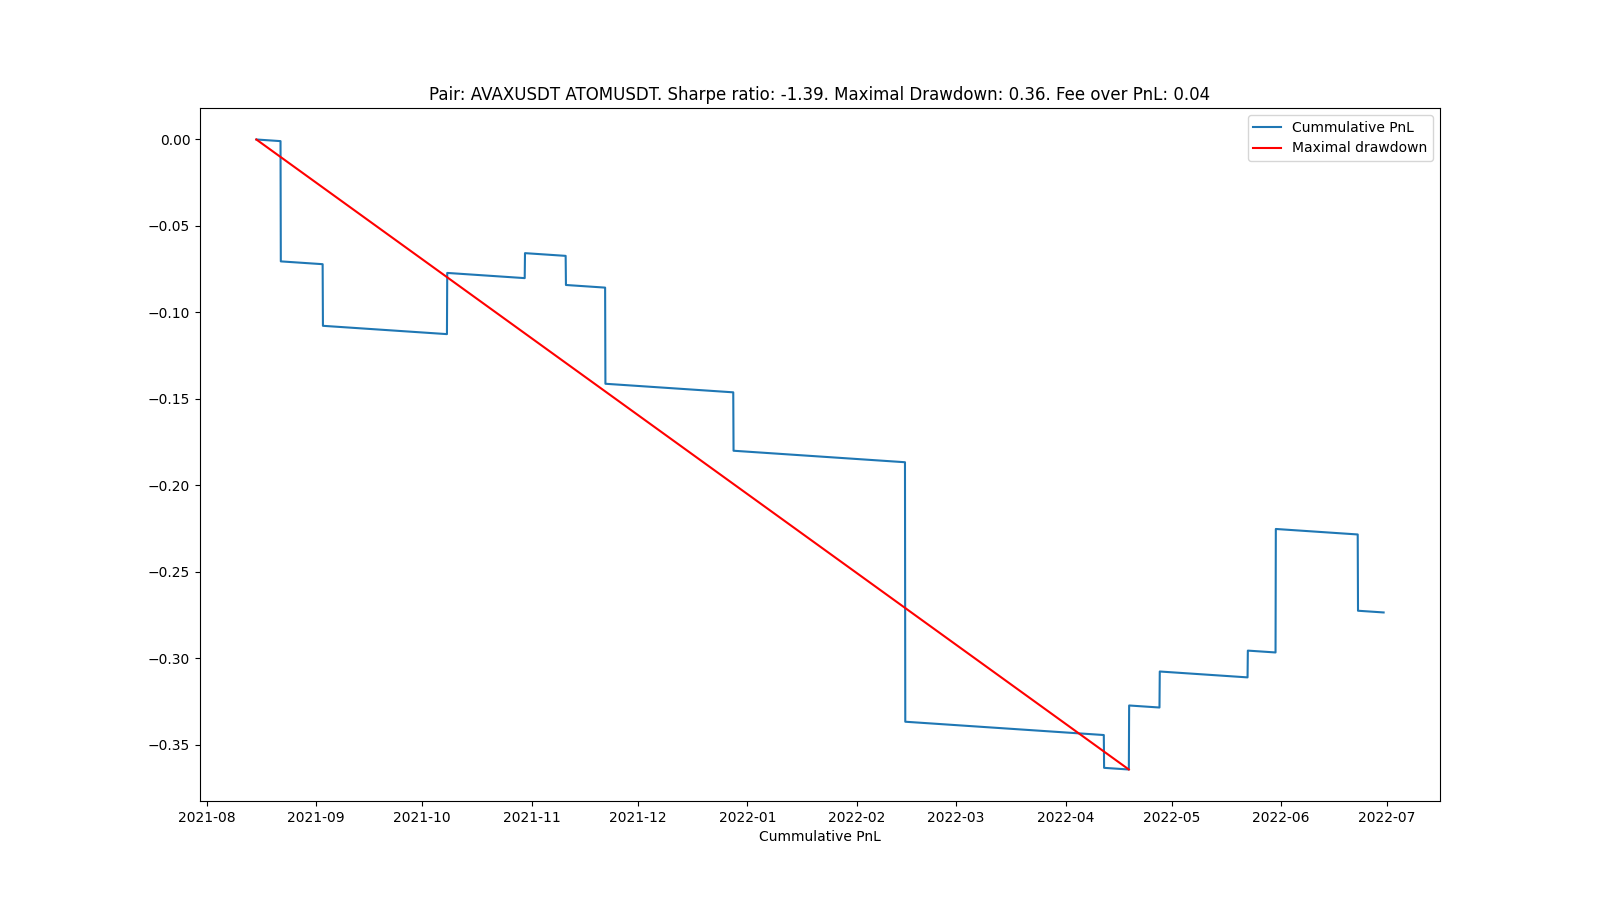 Pair: AVAXUSDT ATOMUSDT. Sharpe ratio: -1.39. Maximal Drawdown: 0.36. Fee over PnL: 0.04
Cummulative PnL
Maximal drawdown
0.00
−0.05
−0.10
−0.15
−0.20
−0.25
−0.30
−0.35
2021-08 2021-09 2021-10 2021-11 2021-12 2022-01 2022-02 2022-03 2022-04 2022-05 2022-06 2022-07
Cummulative PnL